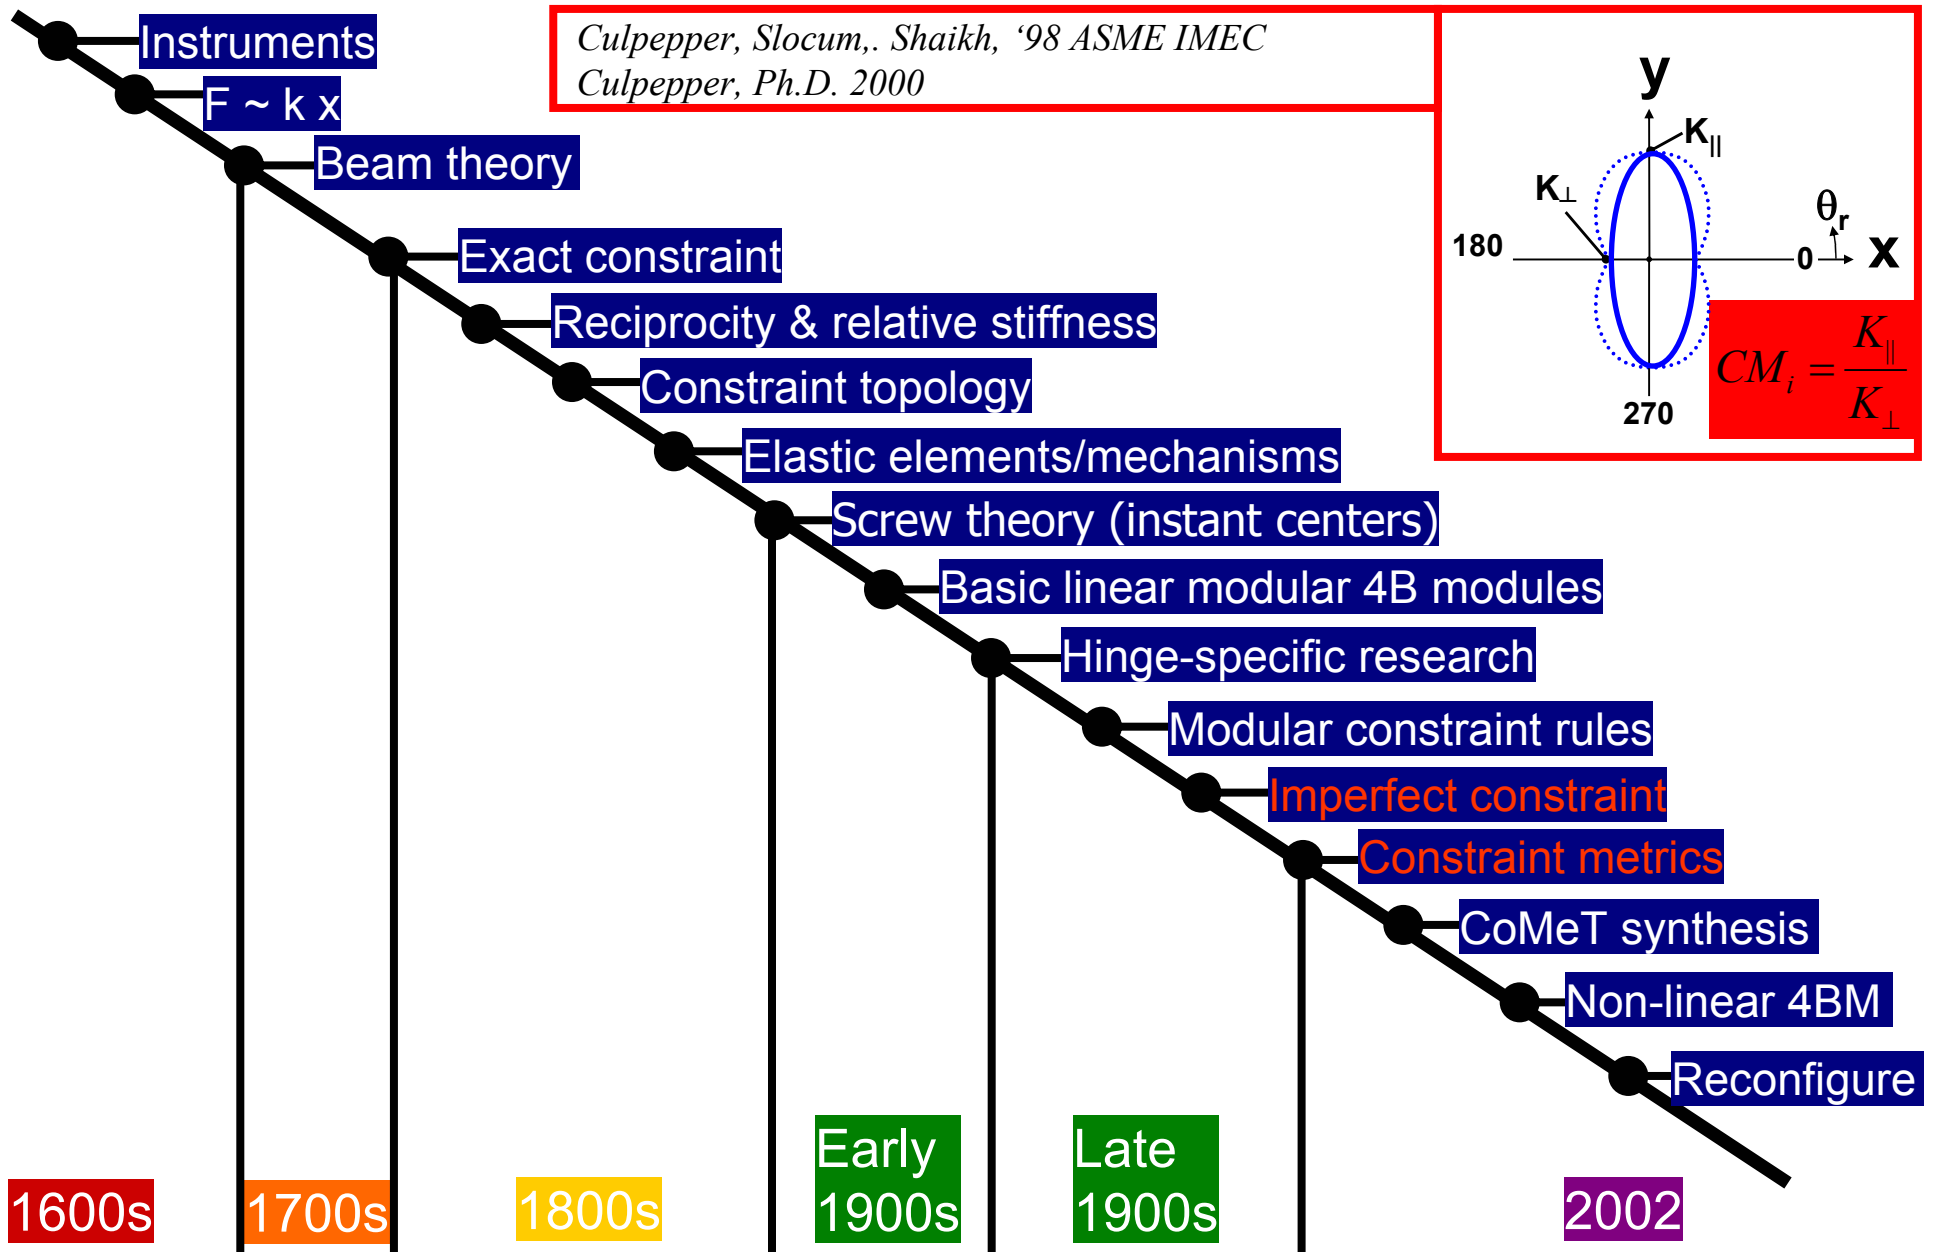 Instruments
F ~ k x
Beam theory
Exact constraint
Reciprocity & relative stiffness
Constraint topology
Elastic elements/mechanisms
Screw theory (instant centers)
Basic linear modular 4B modules
Hinge-specific research
Modular constraint rules
Imperfect constraint
Constraint metrics
CoMeT synthesis
Non-linear 4BM
Reconfigure
Culpepper, Slocum,. Shaikh, ‘98 ASME IMEC
Culpepper, Ph.D. 2000
y
K||
K⊥
θr
180
0
x
270
CMi = K|| / K⊥
1600s
1700s
1800s
Early
1900s
Late
1900s
2002